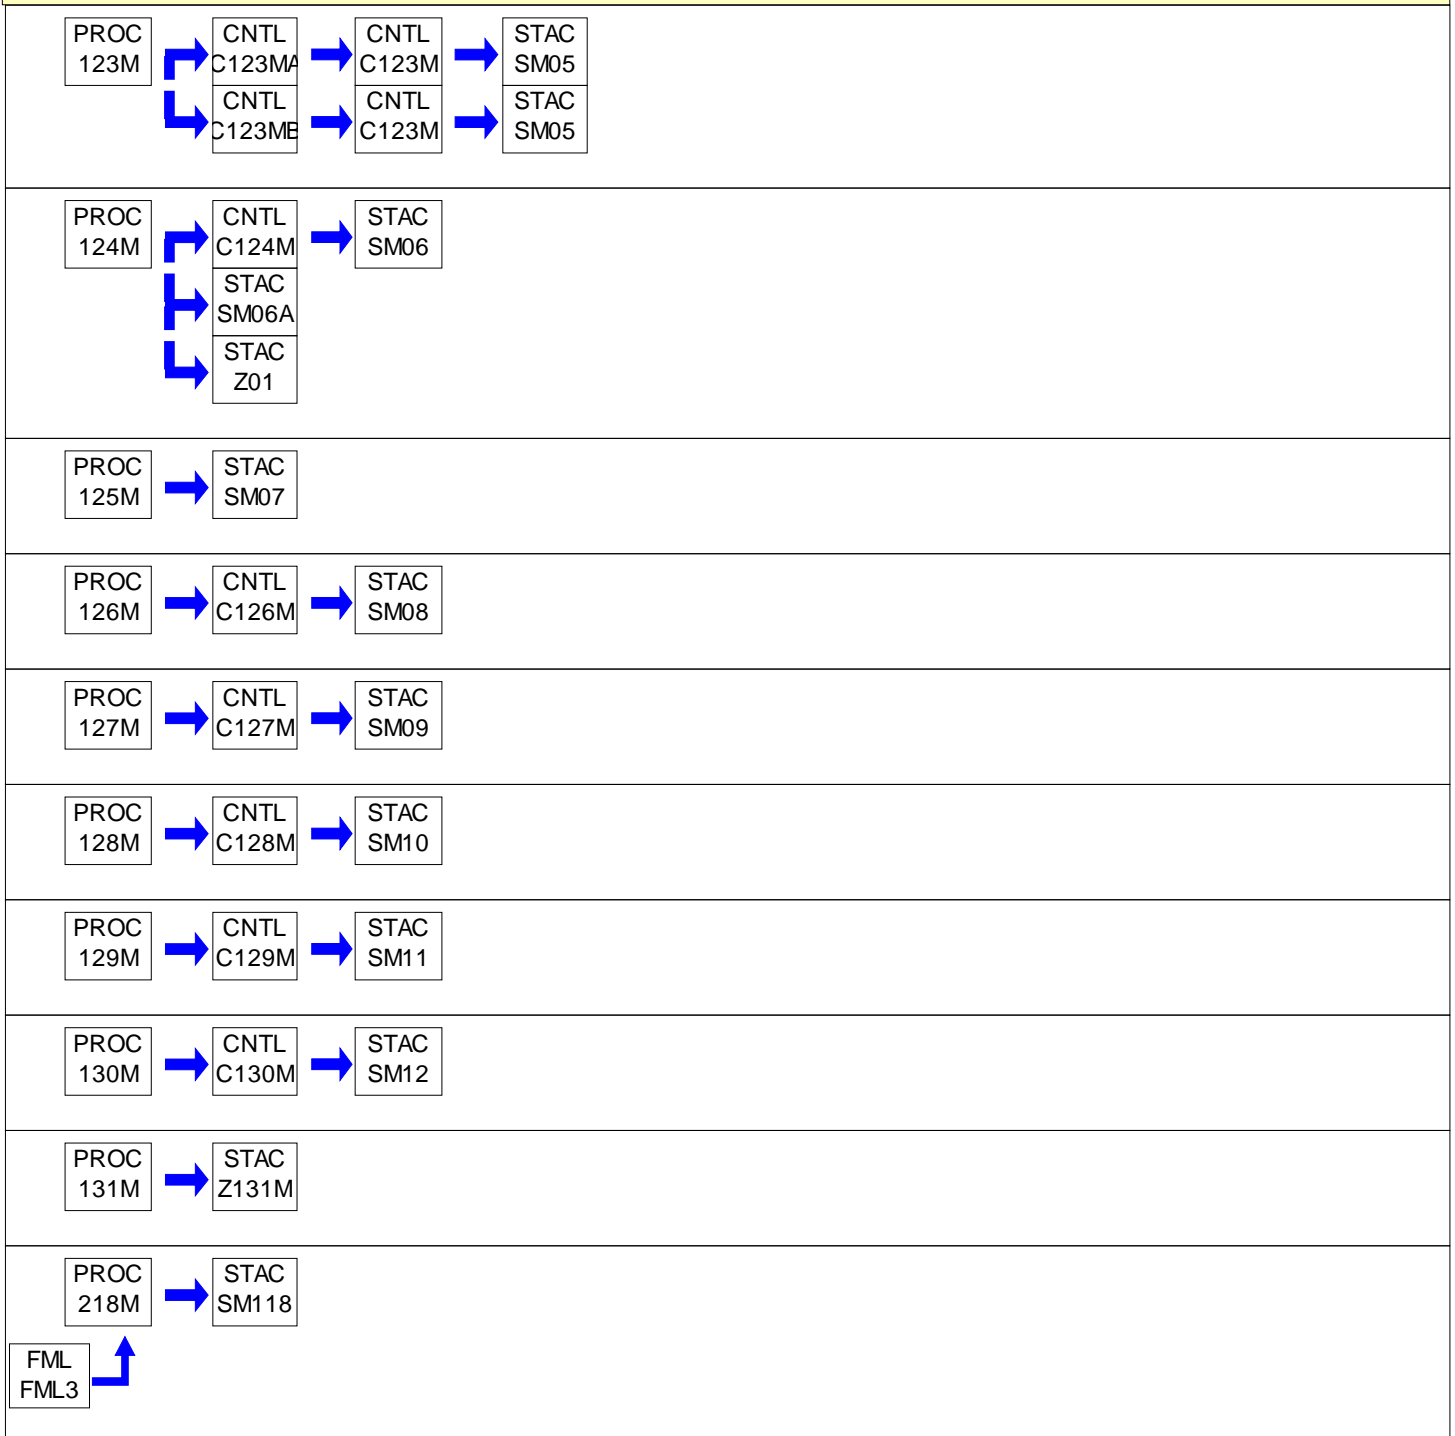 PROC
123M
CNTL
C123MA
CNTL
C123M
STAC
SM05
CNTL
C123MB
CNTL
C123M
STAC
SM05
PROC
124M
CNTL
C124M
STAC
SM06
STAC
SM06A
STAC
Z01
PROC
125M
STAC
SM07
PROC
126M
CNTL
C126M
STAC
SM08
PROC
127M
CNTL
C127M
STAC
SM09
PROC
128M
CNTL
C128M
STAC
SM10
PROC
129M
CNTL
C129M
STAC
SM11
PROC
130M
CNTL
C130M
STAC
SM12
PROC
131M
STAC
Z131M
PROC
218M
STAC
SM118
FML
FML3